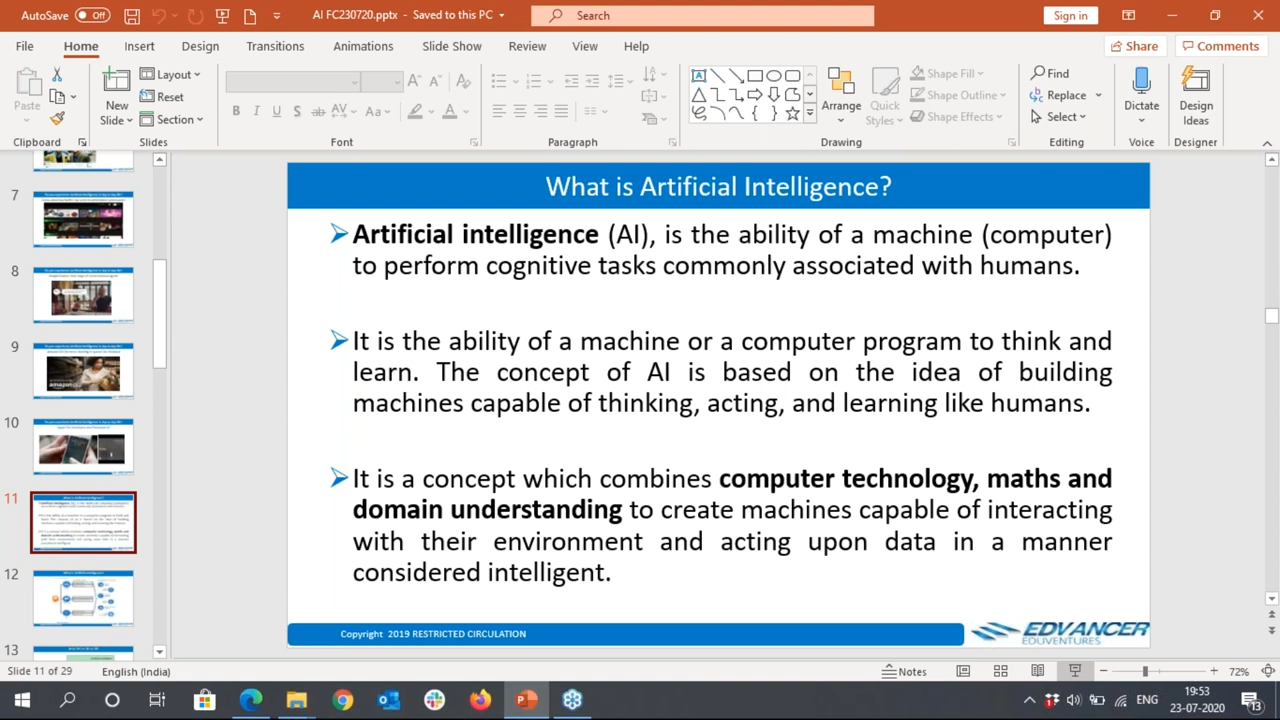 AutoSave Off AI FC230720.pptx - Saved to this PC Search Sign in
File Home Insert Design Transitions Animations Slide Show Review View Help Share Comments
Paste New Slide Layout Reset Section Arrange Quick Styles Shape Fill Shape Outline Shape Effects Find Replace Select Dictate Design Ideas
Clipboard Slides Font Paragraph Drawing Editing Voice Designer
7
8
9
10
11
12
13
What is Artificial Intelligence?
Artificial intelligence (AI), is the ability of a machine (computer)
to perform cognitive tasks commonly associated with humans.
It is the ability of a machine or a computer program to think and
learn. The concept of AI is based on the idea of building
machines capable of thinking, acting, and learning like humans.
It is a concept which combines computer technology, maths and
domain understanding to create machines capable of interacting
with their environment and acting upon data in a manner
considered intelligent.
Copyright 2019 RESTRICTED CIRCULATION
EDVANCER
EDUVENTURES
Slide 11 of 29 English (India) Notes 72%
ENG 19:53
23-07-2020 13